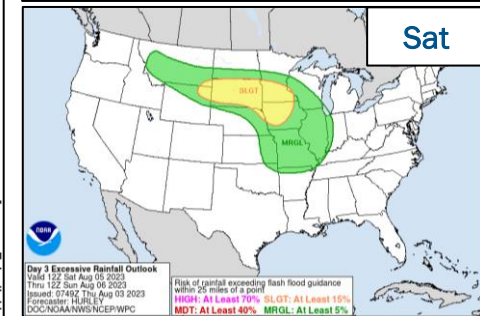 Sat
SLGT
MRGL
NOAA
Day 3 Excessive Rainfall Outlook
Valid 12Z Sat Aug 05 2023
Thru 12Z Sun Aug 06 2023
Issued: 0749Z Thu Aug 03 2023
Forecaster: HURLEY
DOC/NOAA/NWS/NCEP/WPC
Risk of rainfall exceeding flash flood guidance
within 25 miles of a point
HIGH: At Least 70% SLGT: At Least 15%
MDT: At Least 40% MRGL: At Least 5%